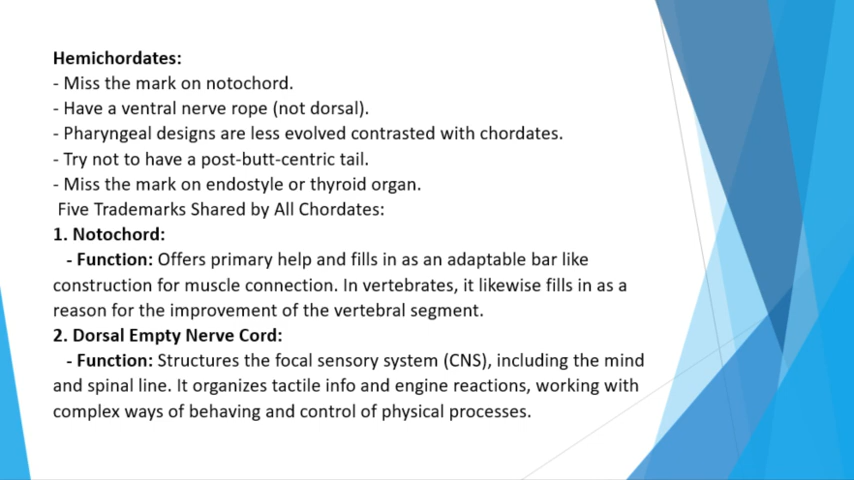 Hemichordates:
- Miss the mark on notochord.
- Have a ventral nerve rope (not dorsal).
- Pharyngeal designs are less evolved contrasted with chordates.
- Try not to have a post-butt-centric tail.
- Miss the mark on endostyle or thyroid organ.
Five Trademarks Shared by All Chordates:
1. Notochord:
- Function: Offers primary help and fills in as an adaptable bar like
construction for muscle connection. In vertebrates, it likewise fills in as a
reason for the improvement of the vertebral segment.
2. Dorsal Empty Nerve Cord:
- Function: Structures the focal sensory system (CNS), including the mind
and spinal line. It organizes tactile info and engine reactions, working with
complex ways of behaving and control of physical processes.